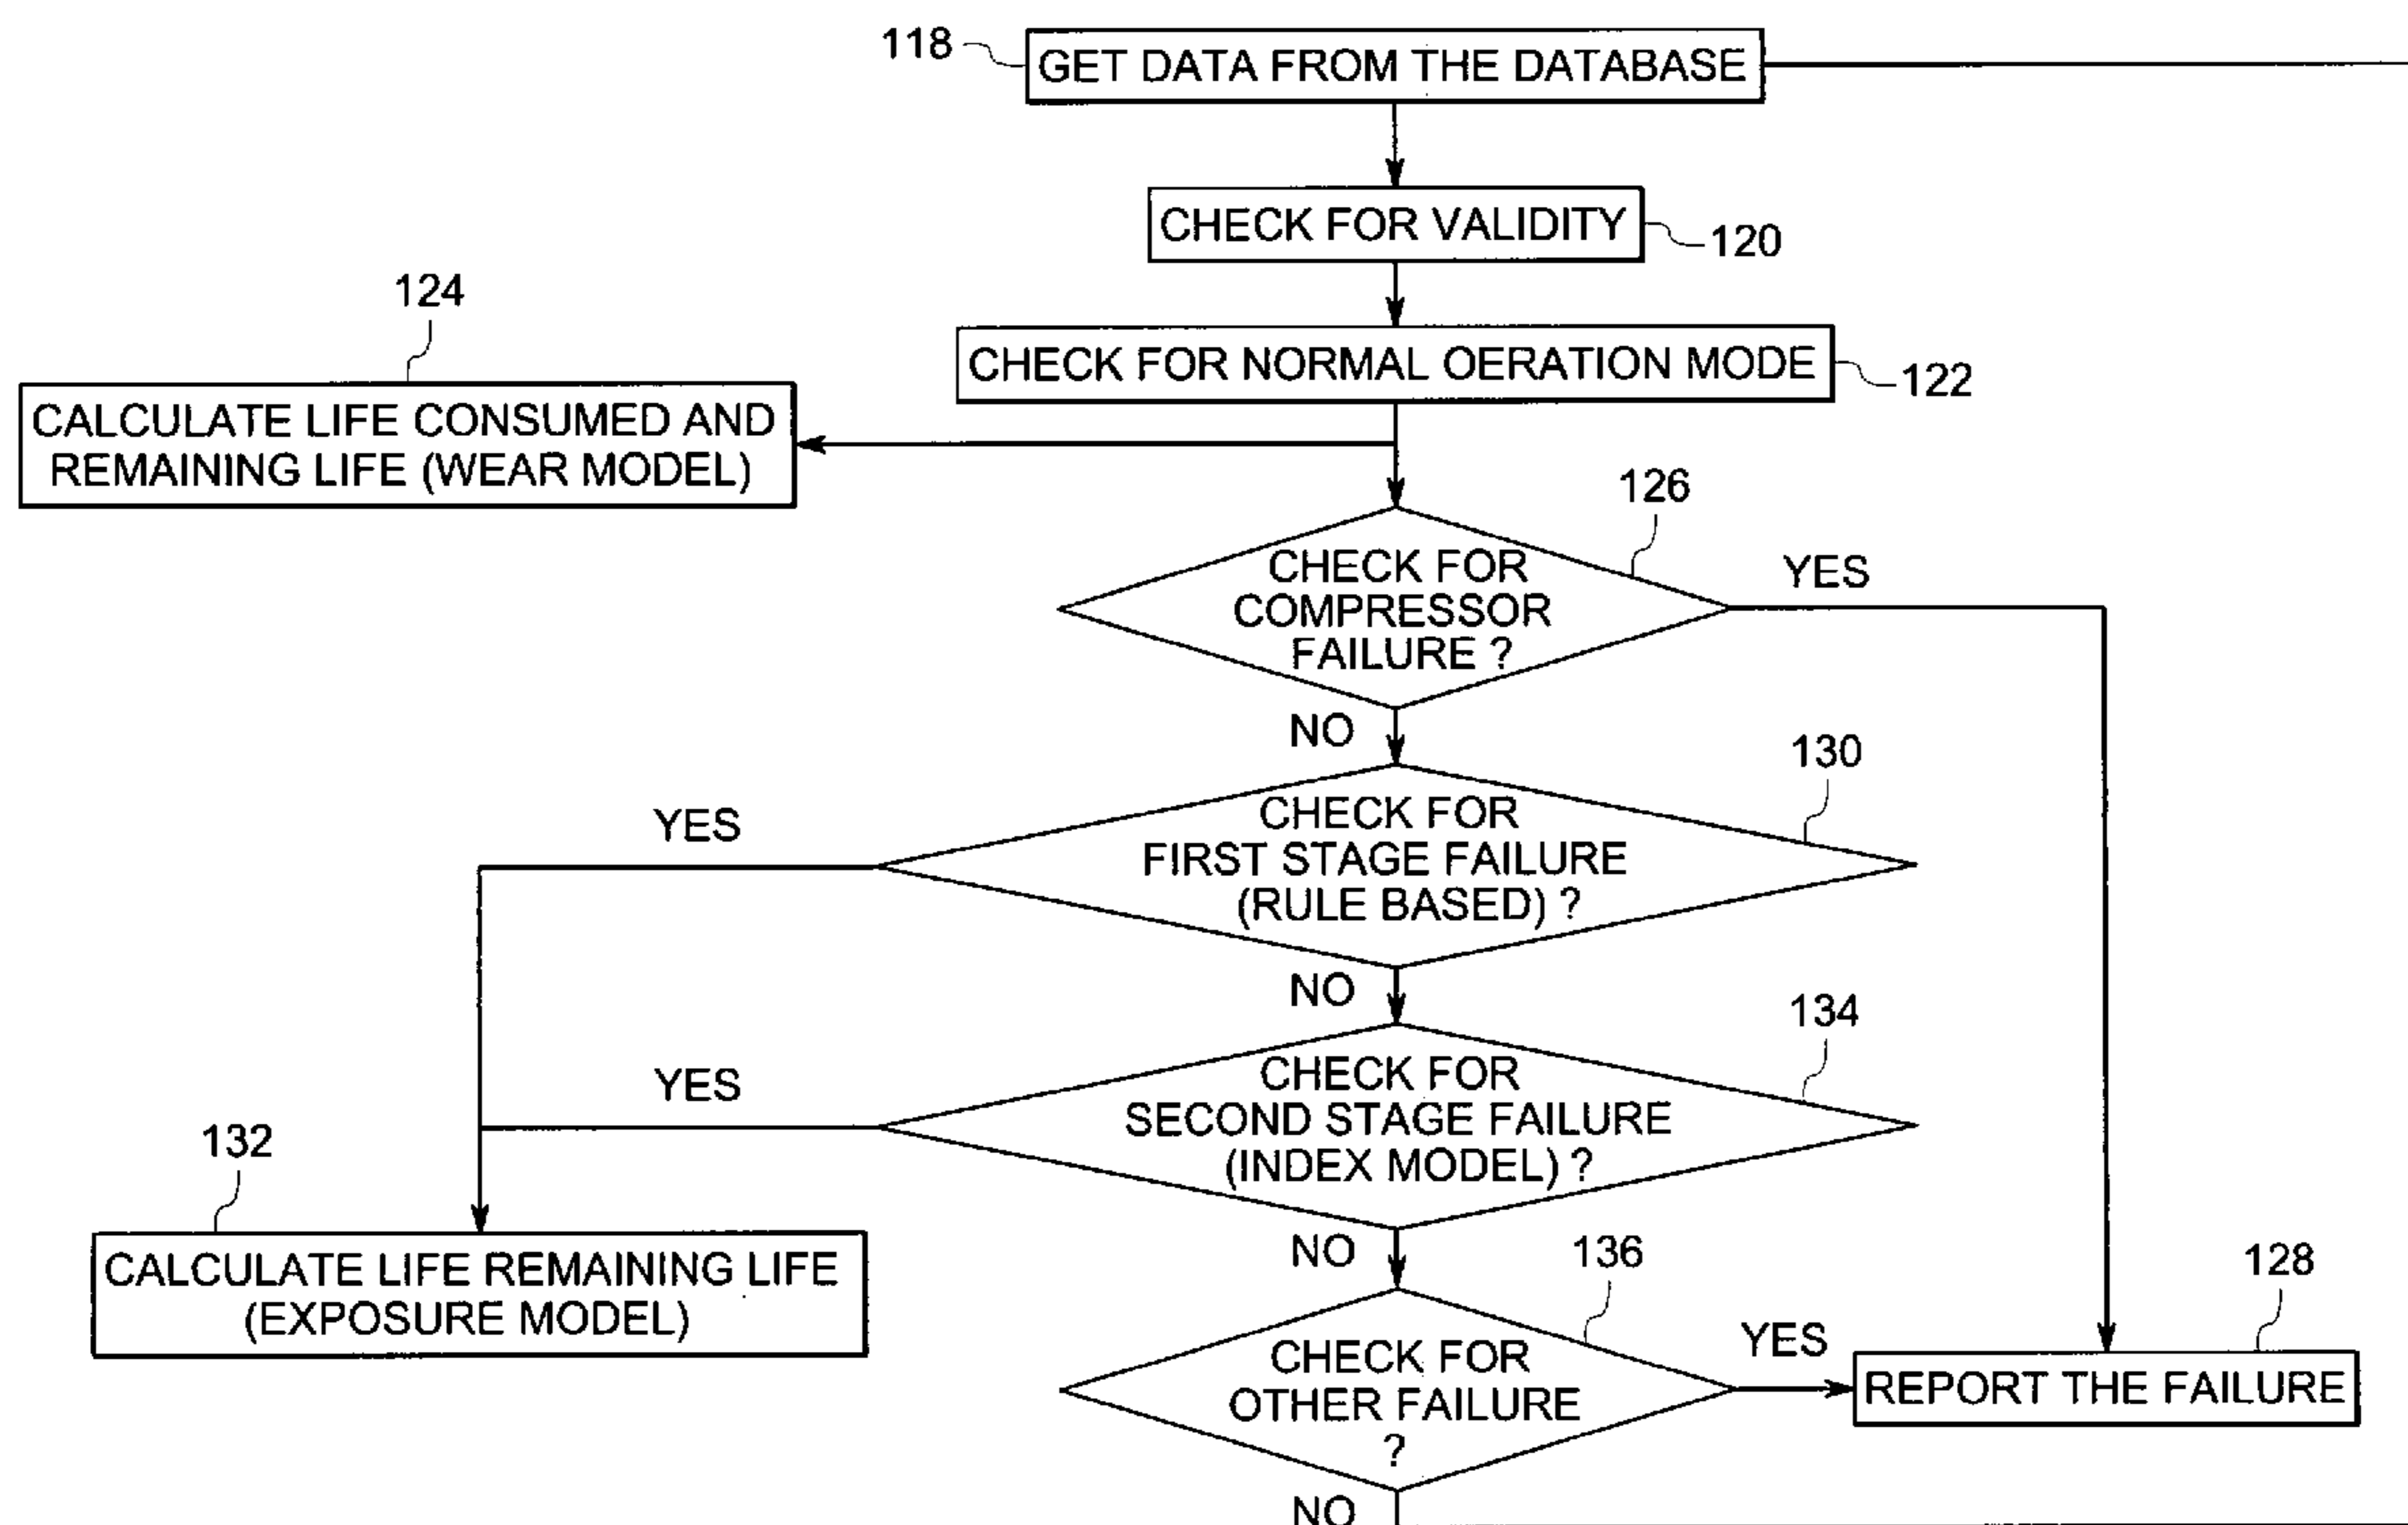 118
GET DATA FROM THE DATABASE
CHECK FOR VALIDITY
120
124
CHECK FOR NORMAL OERATION MODE
122
CALCULATE LIFE CONSUMED AND
REMAINING LIFE (WEAR MODEL)
126
CHECK FOR
COMPRESSOR
FAILURE ?
YES
NO
130
YES
CHECK FOR
FIRST STAGE FAILURE
(RULE BASED) ?
NO
134
YES
CHECK FOR
SECOND STAGE FAILURE
(INDEX MODEL) ?
132
CALCULATE LIFE REMAINING LIFE
(EXPOSURE MODEL)
NO
136
128
CHECK FOR
OTHER FAILURE
?
YES
REPORT THE FAILURE
NO